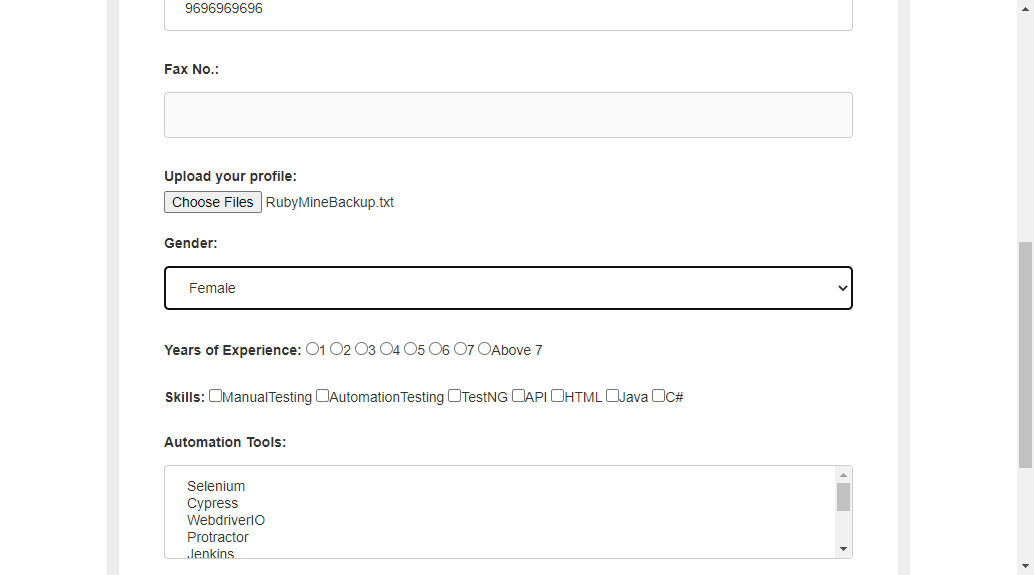 9696969696
Fax No.:
Upload your profile:
Choose Files RubyMineBackup.txt
Gender:
Female
Years of Experience: 1 2 3 4 5 6 7 Above 7
Skills: ManualTesting AutomationTesting TestNG API HTML Java C#
Automation Tools:
Selenium
Cypress
WebdriverIO
Protractor
Jenkins